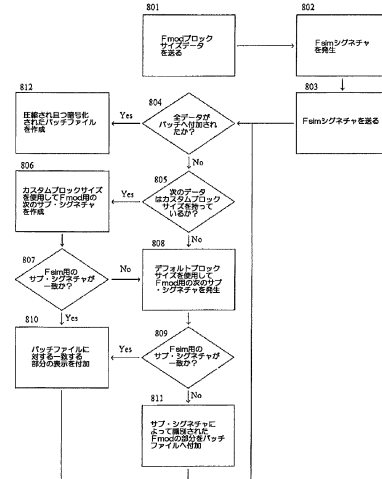 801
Fmodブロック
サイズデータ
を送る
802
Fsimシグネチャ
を発生
803
Fsimシグネチャを送る
804
全データが
パッチへ付加され
たか?
Yes
No
812
圧縮され且つ暗号化
されたパッチファイル
を作成
805
次のデータ
はカスタムブロック
サイズを持って
いるか?
Yes
No
806
カスタムブロックサイズ
を使用してFmod用の
次のサブ・シグネチャ
を作成
807
Fsim用の
サブ・シグネチャが
一致か?
No
Yes
808
デフォルトブロック
サイズを使用して
Fmod用の次のサブ
・シグネチャを発生
809
Fsim用の
サブ・シグネチャが
一致か?
Yes
No
810
パッチファイルに
対する一致する
部分の表示を付加
811
サブ・シグネチャに
よって識別された
Fmodの部分をパッチ
ファイルへ付加